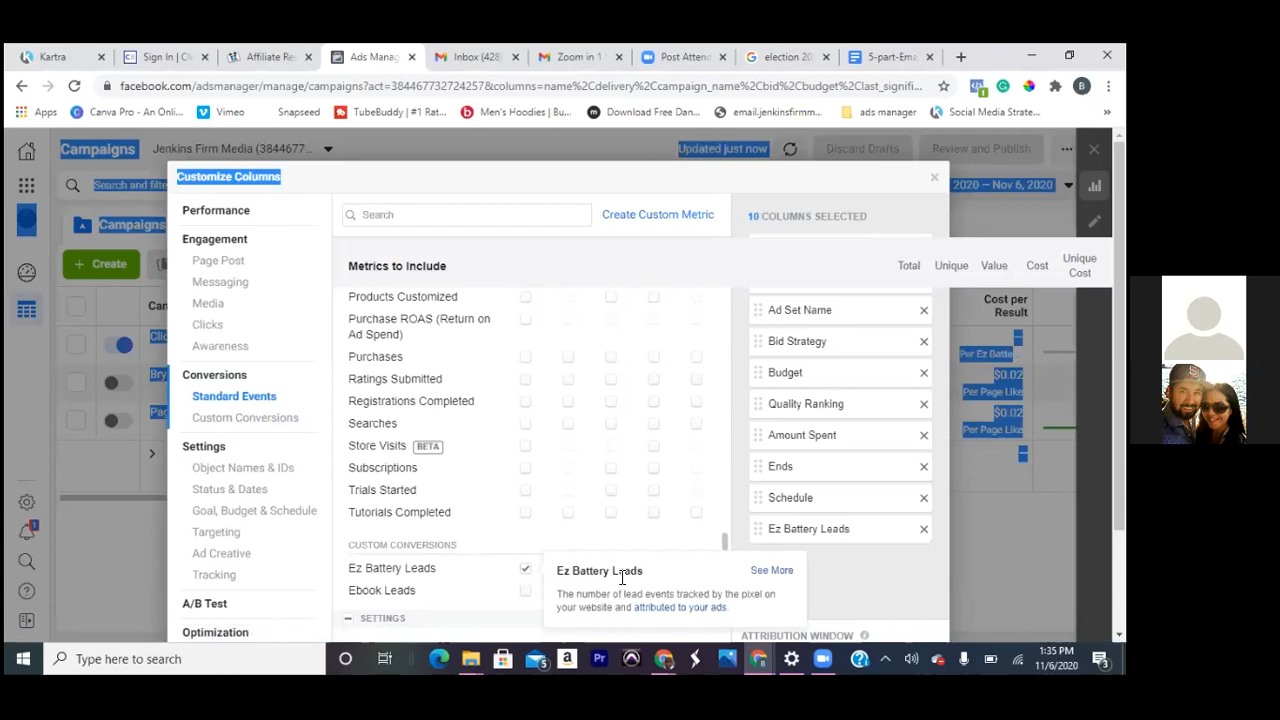 Kartra
Sign In | Cli
Affiliate Re
Ads Mana
Inbox (428
Zoom in 1
Post Attend
election 20
5-part-Ema
facebook.com/adsmanager/manage/campaigns?act=384467732724257&columns=name%2Cdelivery%2Ccampaign_name%2Cbid%2Cbudget%2Clast_signifi...
B
Apps
Canva Pro - An Onli...
Vimeo
Snapseed
TubeBuddy | #1 Rat...
Men's Hoodies | Bu...
Download Free Dan...
email.jenkinsfirmm...
ads manager
Social Media Strate...
Campaigns
Jenkins Firm Media (3844677...
Updated just now
Discard Drafts
Review and Publish
Customize Columns
Search and filte
2020 – Nov 6, 2020
Performance
Search
Create Custom Metric
10 COLUMNS SELECTED
Campaigns
Engagement
Page Post
Messaging
Media
Clicks
Awareness
Create
Metrics to Include
Total
Unique
Value
Cost
Unique Cost
Products Customized
Purchase ROAS (Return on
Ad Spend)
Purchases
Ratings Submitted
Registrations Completed
Searches
Store Visits BETA
Subscriptions
Trials Started
Tutorials Completed
CUSTOM CONVERSIONS
Ez Battery Leads
Ebook Leads
SETTINGS
Conversions
Standard Events
Custom Conversions
Settings
Object Names & IDs
Status & Dates
Goal, Budget & Schedule
Targeting
Ad Creative
Tracking
A/B Test
Optimization
Ad Set Name
Bid Strategy
Budget
Quality Ranking
Amount Spent
Ends
Schedule
Ez Battery Leads
Ez Battery Leads
See More
The number of lead events tracked by the pixel on
your website and attributed to your ads.
ATTRIBUTION WINDOW
Cam
Clic
Bry
Pag
Cost per
Result
Per Ez Batte...
$0.02
Per Page Like
$0.02
Per Page Like
Type here to search
1:35 PM
11/6/2020